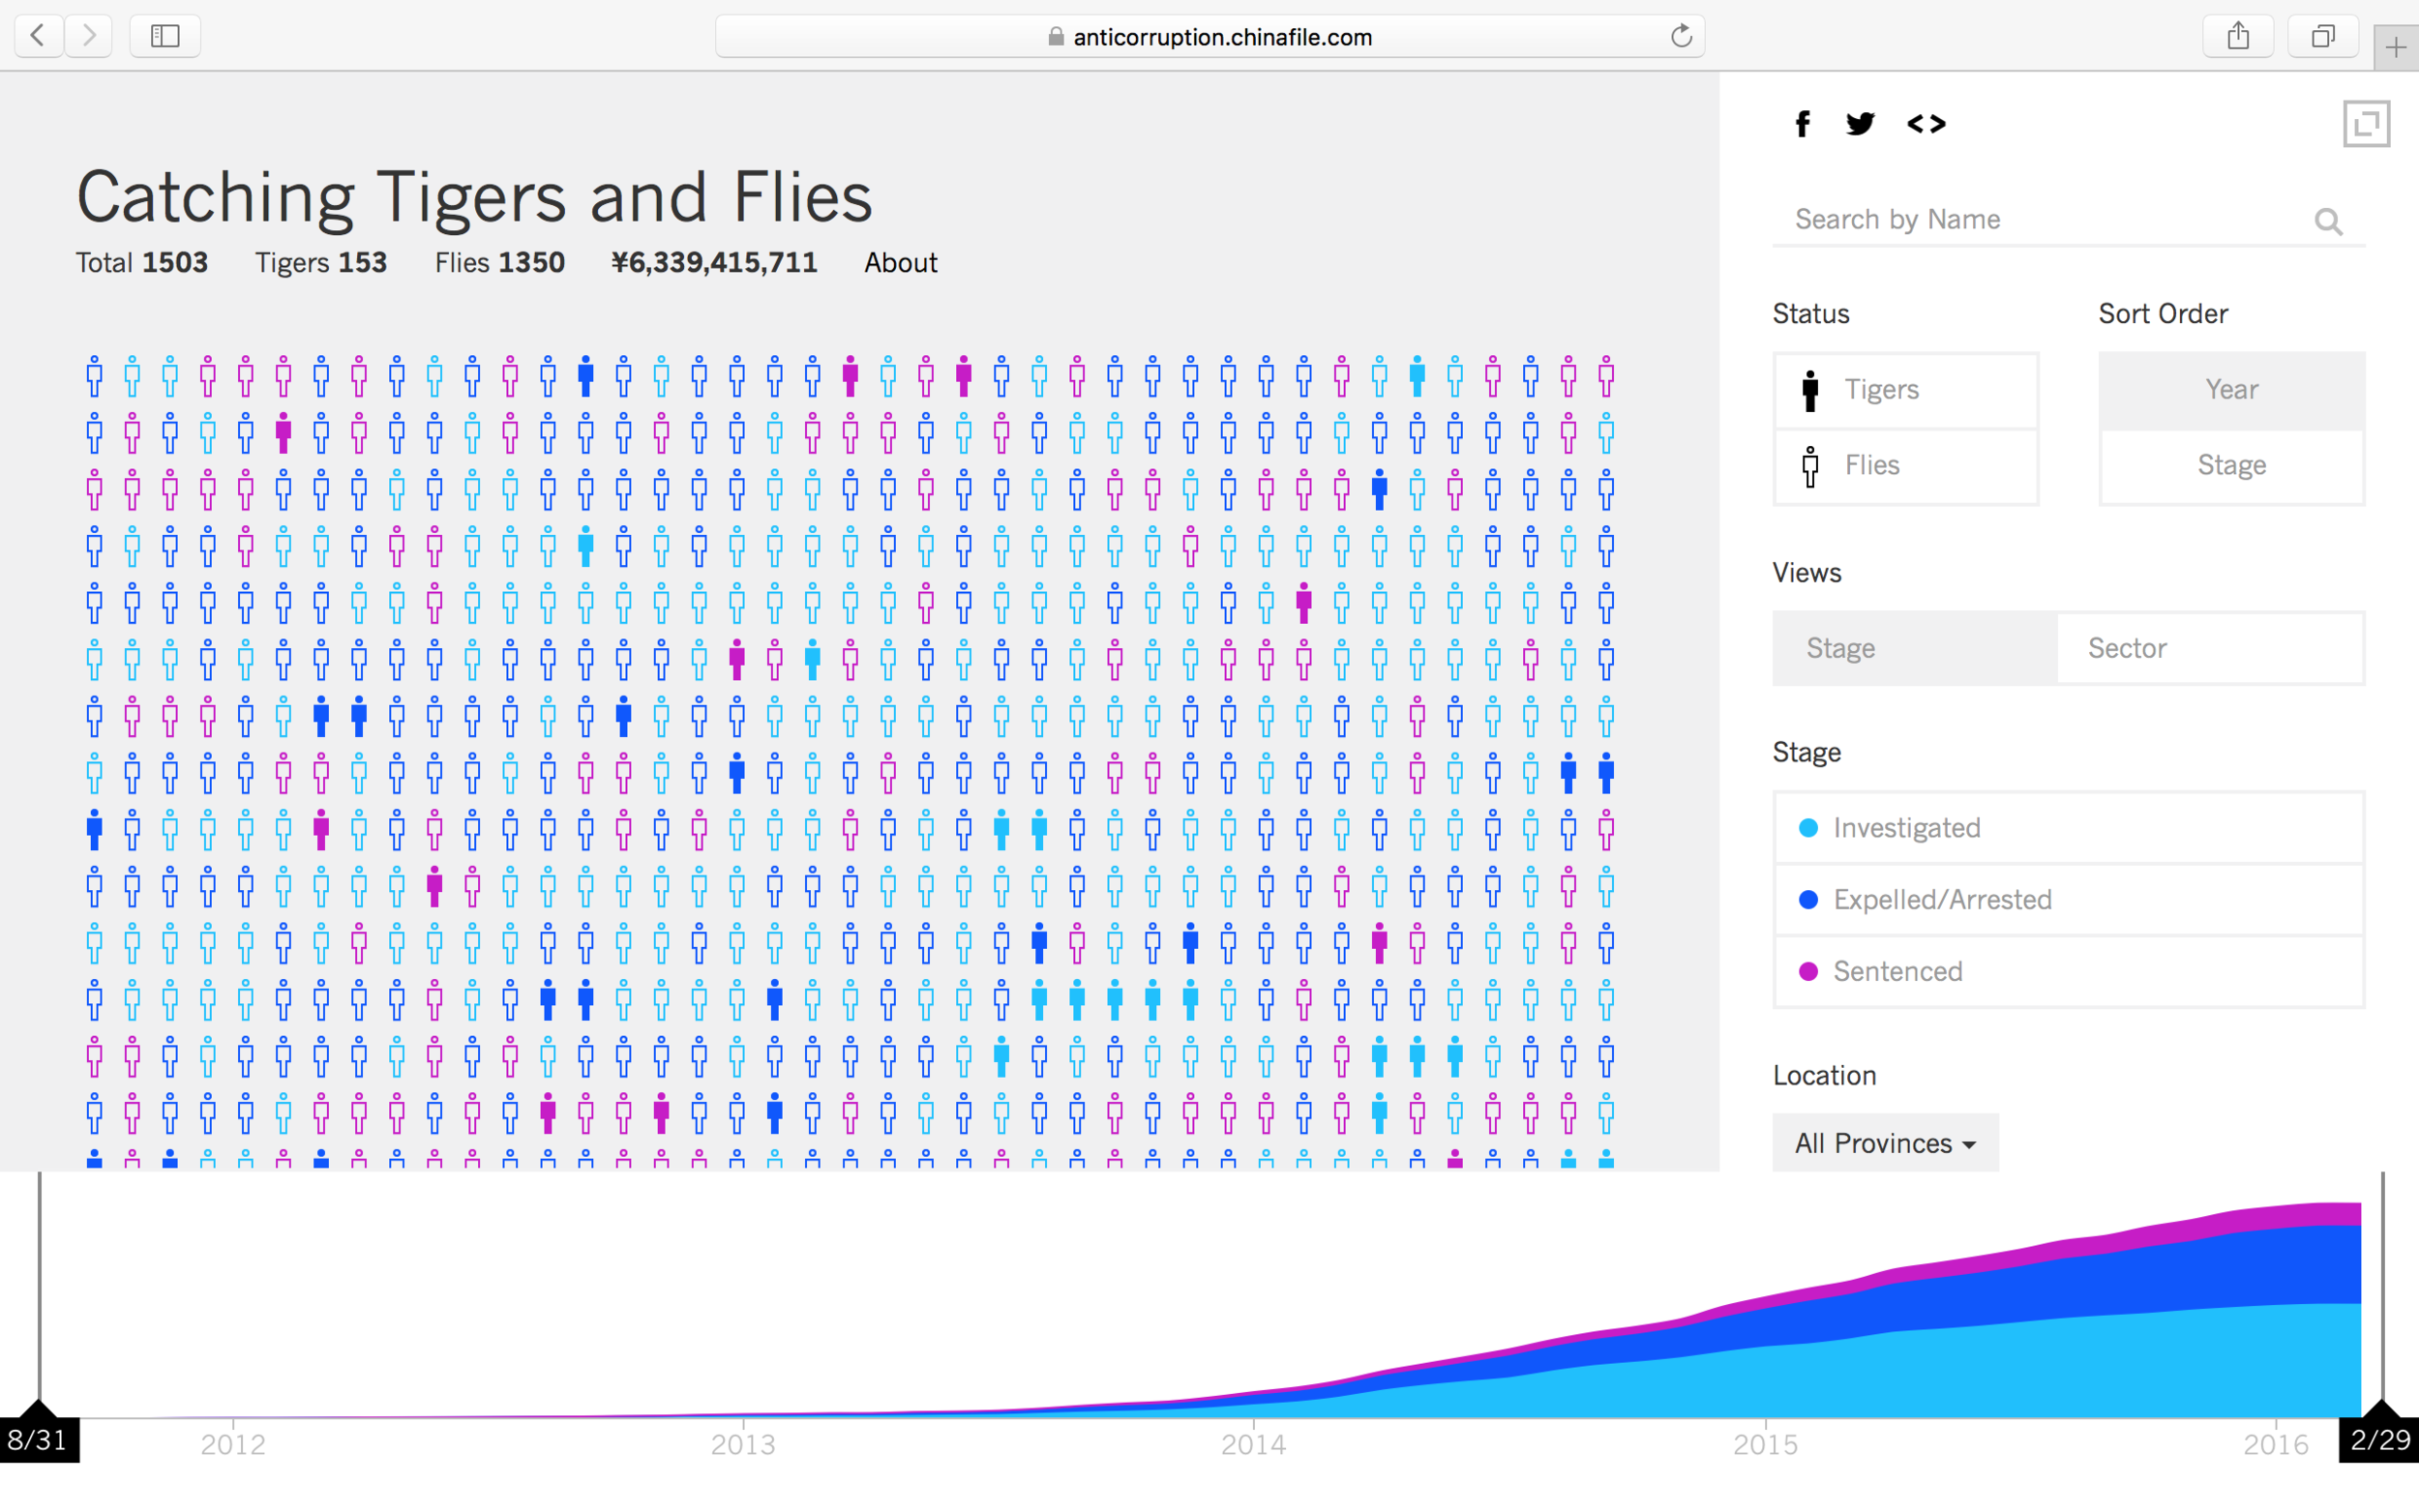 anticorruption.chinafile.com
Catching Tigers and Flies
Total 1503 Tigers 153 Flies 1350 ¥6,339,415,711 About
Search by Name
Status
Tigers
Flies
Sort Order
Year
Stage
Views
Stage Sector
Stage
Investigated
Expelled/Arrested
Sentenced
Location
All Provinces
8/31 2012 2013 2014 2015 2016 2/29